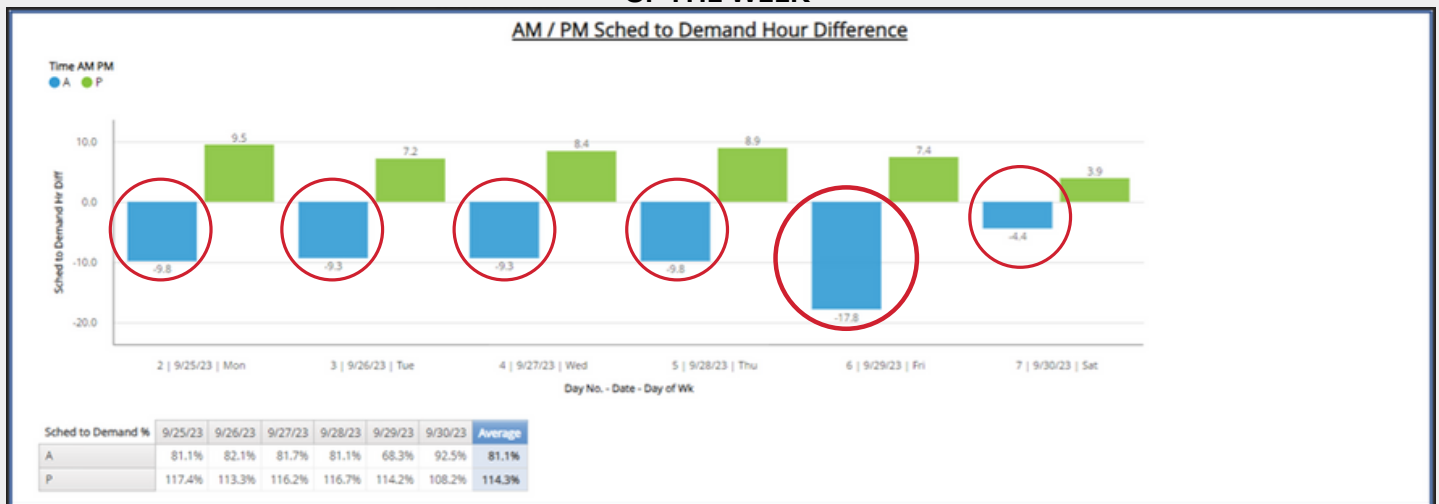 OF THE WEEK
AM / PM Sched to Demand Hour Difference
Time AM PM
A P
10.0
0.0
-10.0
-20.0
Sched to Demand Hr Diff
9.5
7.2
8.4
8.9
7.4
3.9
-9.8
-9.3
-9.3
-9.8
-17.8
-4.4
2 | 9/25/23 | Mon
3 | 9/26/23 | Tue
4 | 9/27/23 | Wed
5 | 9/28/23 | Thu
6 | 9/29/23 | Fri
7 | 9/30/23 | Sat
Day No. - Date - Day of Wk
Sched to Demand % 9/25/23 9/26/23 9/27/23 9/28/23 9/29/23 9/30/23 Average
A 81.1% 82.1% 81.7% 81.1% 68.3% 92.5% 81.1%
P 117.4% 113.3% 116.2% 116.7% 114.2% 108.2% 114.3%